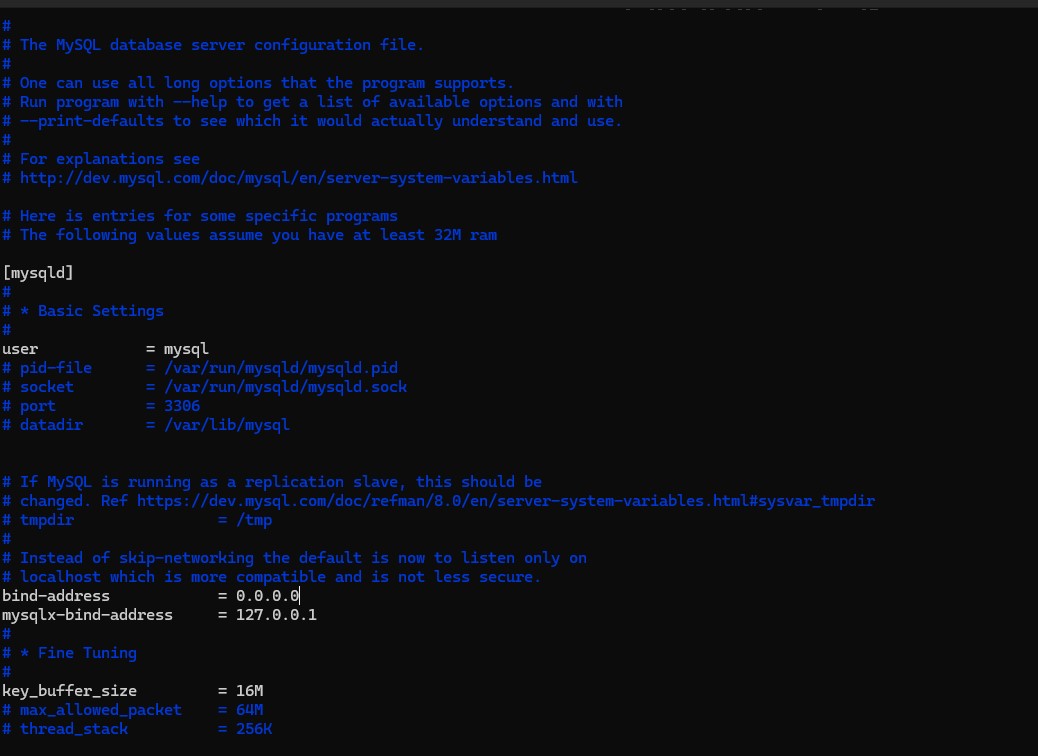 #
# The MySQL database server configuration file.
#
# One can use all long options that the program supports.
# Run program with --help to get a list of available options and with
# --print-defaults to see which it would actually understand and use.
#
# For explanations see
# http://dev.mysql.com/doc/mysql/en/server-system-variables.html
# Here is entries for some specific programs
# The following values assume you have at least 32M ram
[mysqld]
#
# * Basic Settings
#
user = mysql
# pid-file = /var/run/mysqld/mysqld.pid
# socket = /var/run/mysqld/mysqld.sock
# port = 3306
# datadir = /var/lib/mysql
# If MySQL is running as a replication slave, this should be
# changed. Ref https://dev.mysql.com/doc/refman/8.0/en/server-system-variables.html#sysvar_tmpdir
# tmpdir = /tmp
#
# Instead of skip-networking the default is now to listen only on
# localhost which is more compatible and is not less secure.
bind-address = 0.0.0.0
mysqlx-bind-address = 127.0.0.1
#
# * Fine Tuning
#
key_buffer_size = 16M
# max_allowed_packet = 64M
# thread_stack = 256K